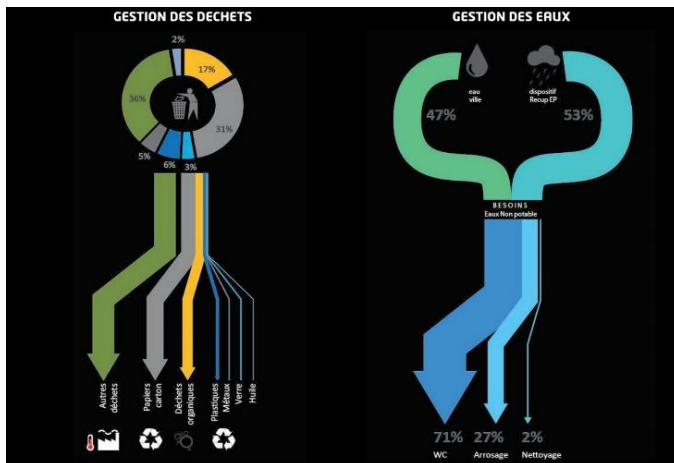 GESTION DES DECHETS
2%
17%
36%
31%
5%
6%
3%
Autres
déchets
Papiers
carton
Déchets
organiques
Plastiques
Métaux
Verre
Huile
GESTION DES EAUX
eau
ville
dispositif
Recup EP
47%
53%
BESOINS
Eaux Non potable
71%
27%
2%
WC
Arrosage
Nettoyage